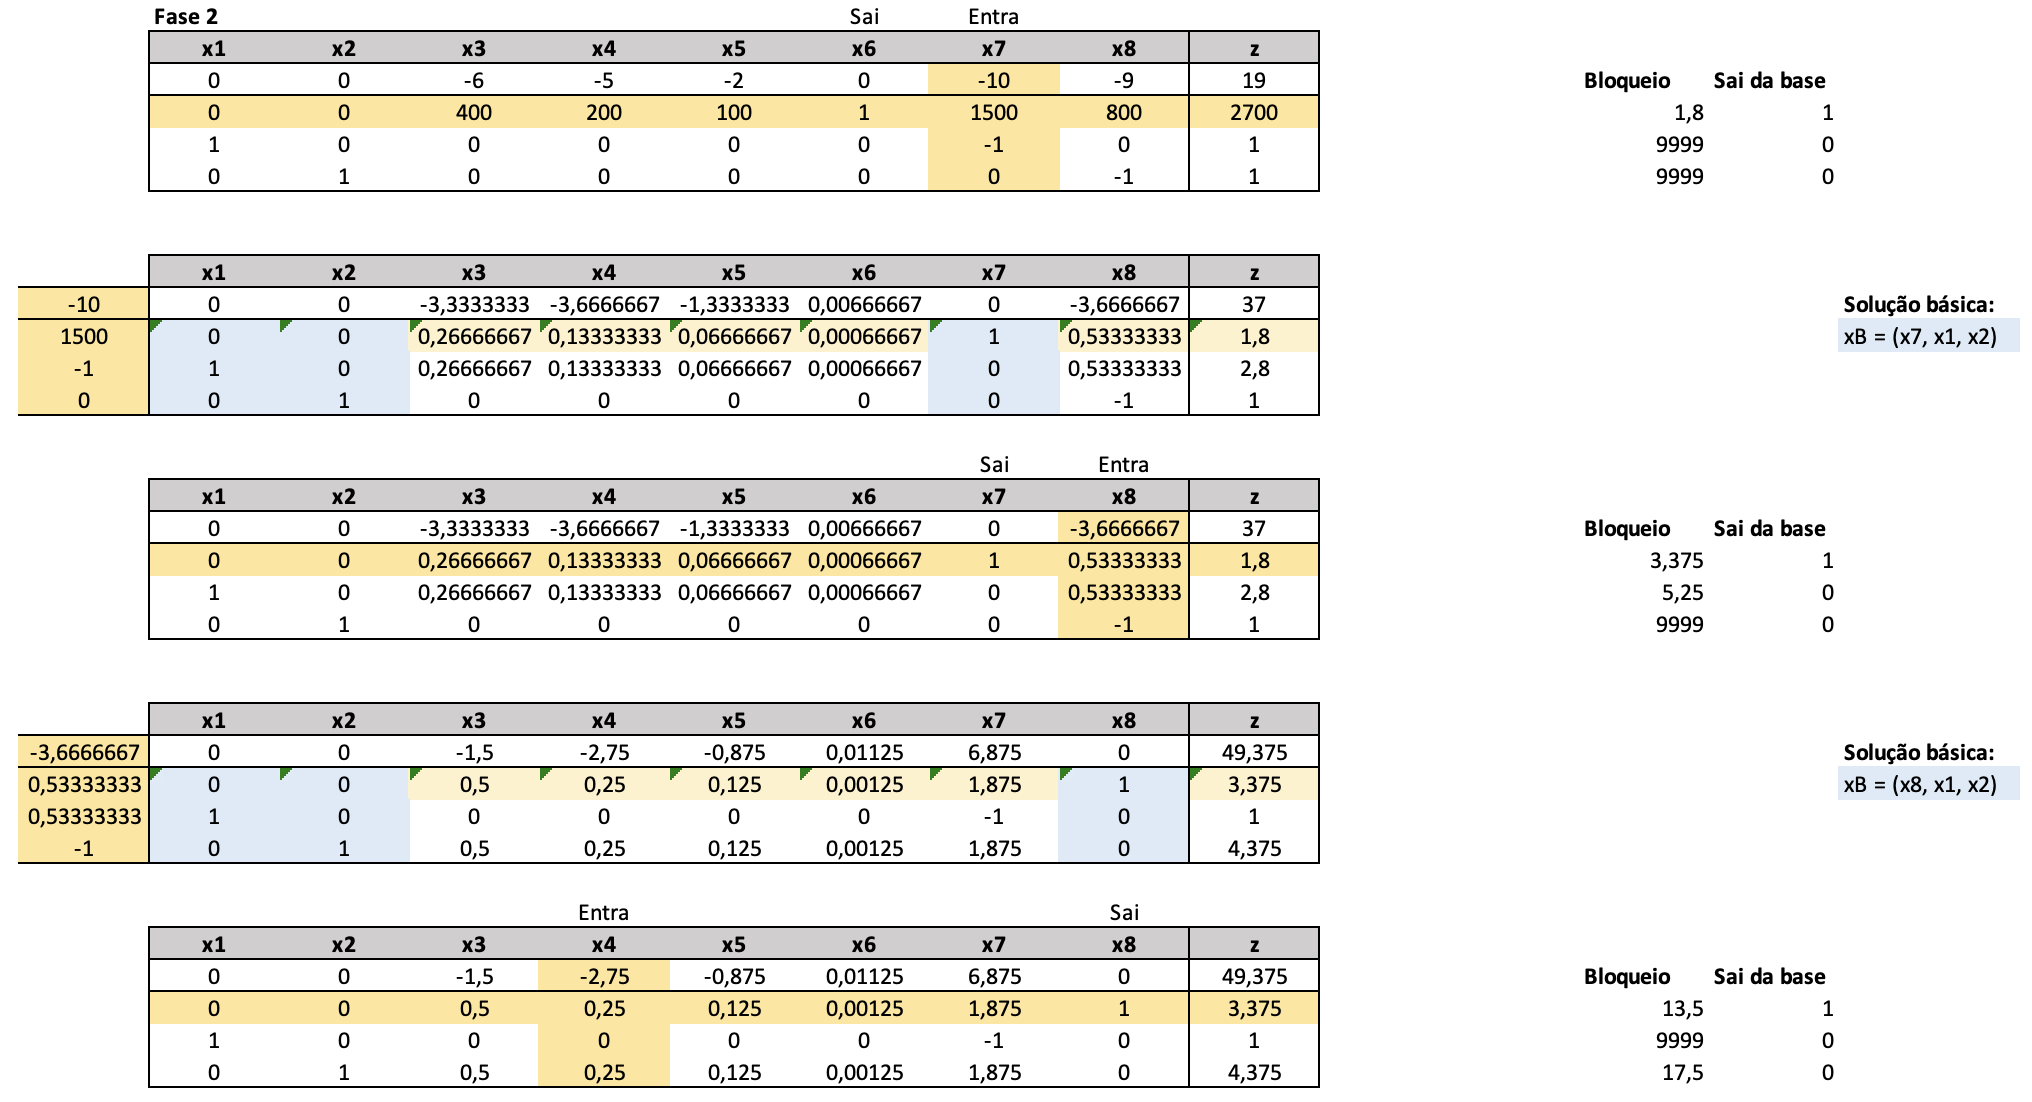 Fase 2 Sai Entra
x1 x2 x3 x4 x5 x6 x7 x8 z
0 0 -6 -5 -2 0 -10 -9 19 Bloqueio Sai da base
0 0 400 200 100 1 1500 800 2700 1,8 1
1 0 0 0 0 0 -1 0 1 9999 0
0 1 0 0 0 0 0 -1 1 9999 0
x1 x2 x3 x4 x5 x6 x7 x8 z
-10 0 0 -3,3333333 -3,6666667 -1,3333333 0,00666667 0 -3,6666667 37 Solução básica:
1500 0 0 0,26666667 0,13333333 0,06666667 0,00066667 1 0,53333333 1,8 xB = (x7, x1, x2)
-1 1 0 0,26666667 0,13333333 0,06666667 0,00066667 0 0,53333333 2,8
0 0 1 0 0 0 0 0 -1 1
Sai Entra
x1 x2 x3 x4 x5 x6 x7 x8 z
0 0 -3,3333333 -3,6666667 -1,3333333 0,00666667 0 -3,6666667 37 Bloqueio Sai da base
0 0 0,26666667 0,13333333 0,06666667 0,00066667 1 0,53333333 1,8 3,375 1
1 0 0,26666667 0,13333333 0,06666667 0,00066667 0 0,53333333 2,8 5,25 0
0 1 0 0 0 0 0 -1 1 9999 0
x1 x2 x3 x4 x5 x6 x7 x8 z
-3,6666667 0 0 -1,5 -2,75 -0,875 0,01125 6,875 0 49,375 Solução básica:
0,53333333 0 0 0,5 0,25 0,125 0,00125 1,875 1 3,375 xB = (x8, x1, x2)
0,53333333 1 0 0 0 0 0 -1 0 1
-1 0 1 0,5 0,25 0,125 0,00125 1,875 0 4,375
Entra Sai
x1 x2 x3 x4 x5 x6 x7 x8 z
0 0 -1,5 -2,75 -0,875 0,01125 6,875 0 49,375 Bloqueio Sai da base
0 0 0,5 0,25 0,125 0,00125 1,875 1 3,375 13,5 1
1 0 0 0 0 0 -1 0 1 9999 0
0 1 0,5 0,25 0,125 0,00125 1,875 0 4,375 17,5 0